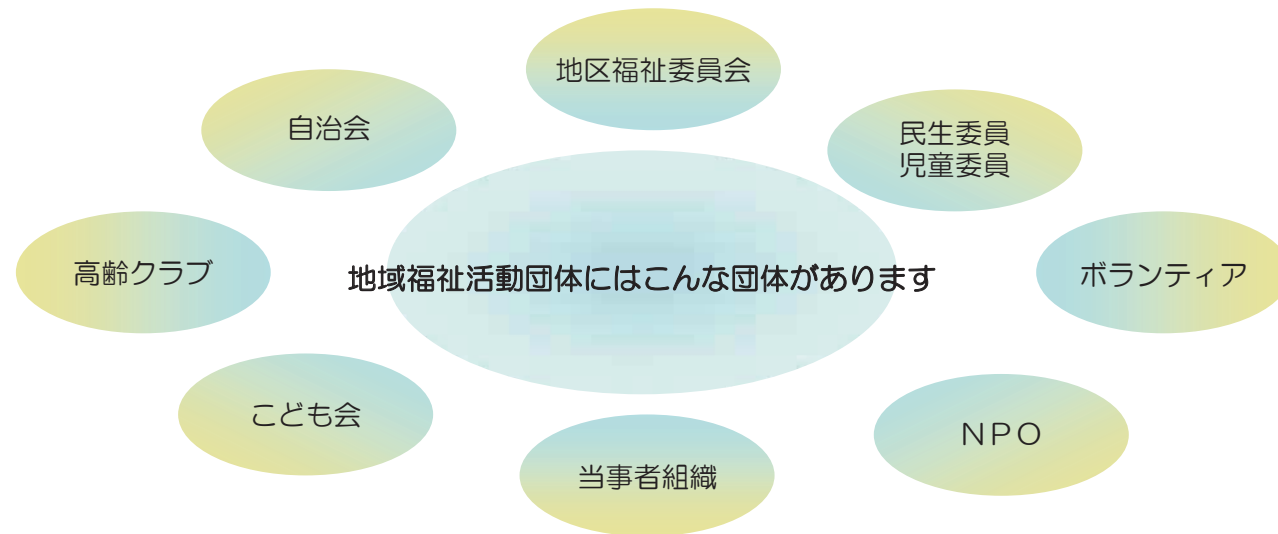 地区福祉委員会
自治会
民生委員
児童委員
高齢クラブ
地域福祉活動団体にはこんな団体があります
ボランティア
こども会
ＮＰＯ
当事者組織